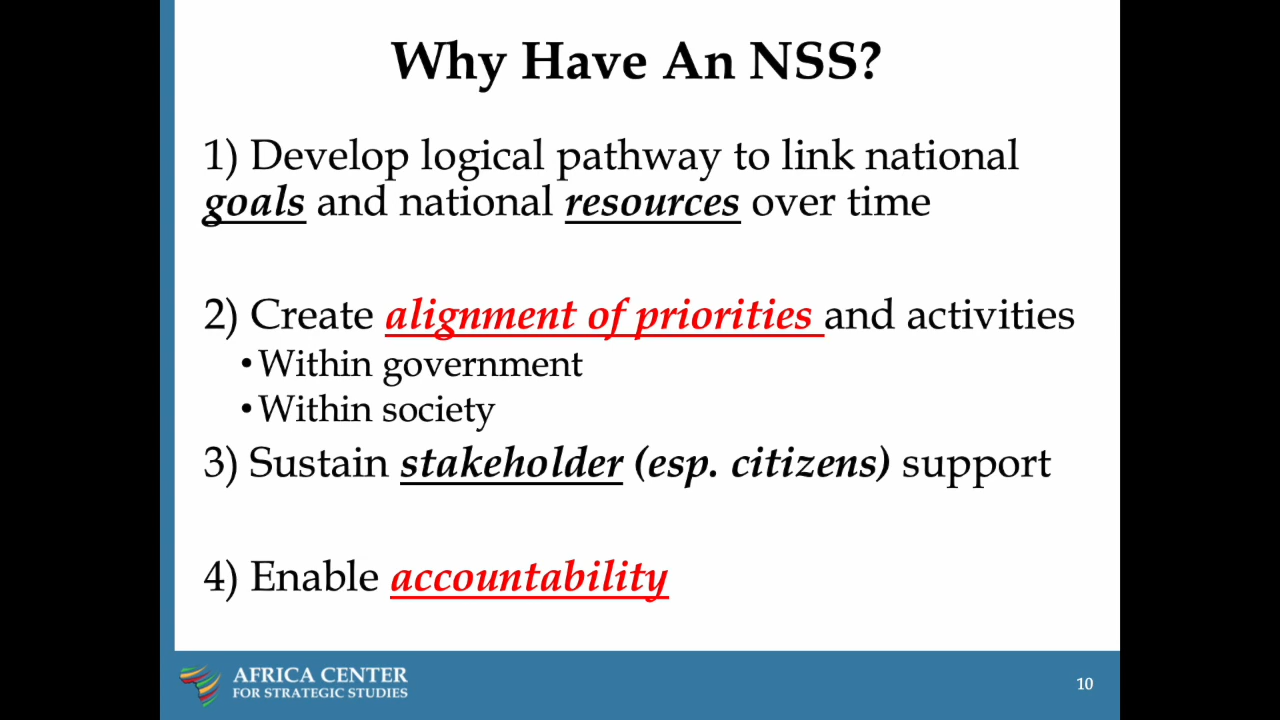 Why Have An NSS?
1) Develop logical pathway to link national
goals and national resources over time
2) Create alignment of priorities and activities
•Within government
•Within society
3) Sustain stakeholder (esp. citizens) support
4) Enable accountability
AFRICA CENTER
FOR STRATEGIC STUDIES
10